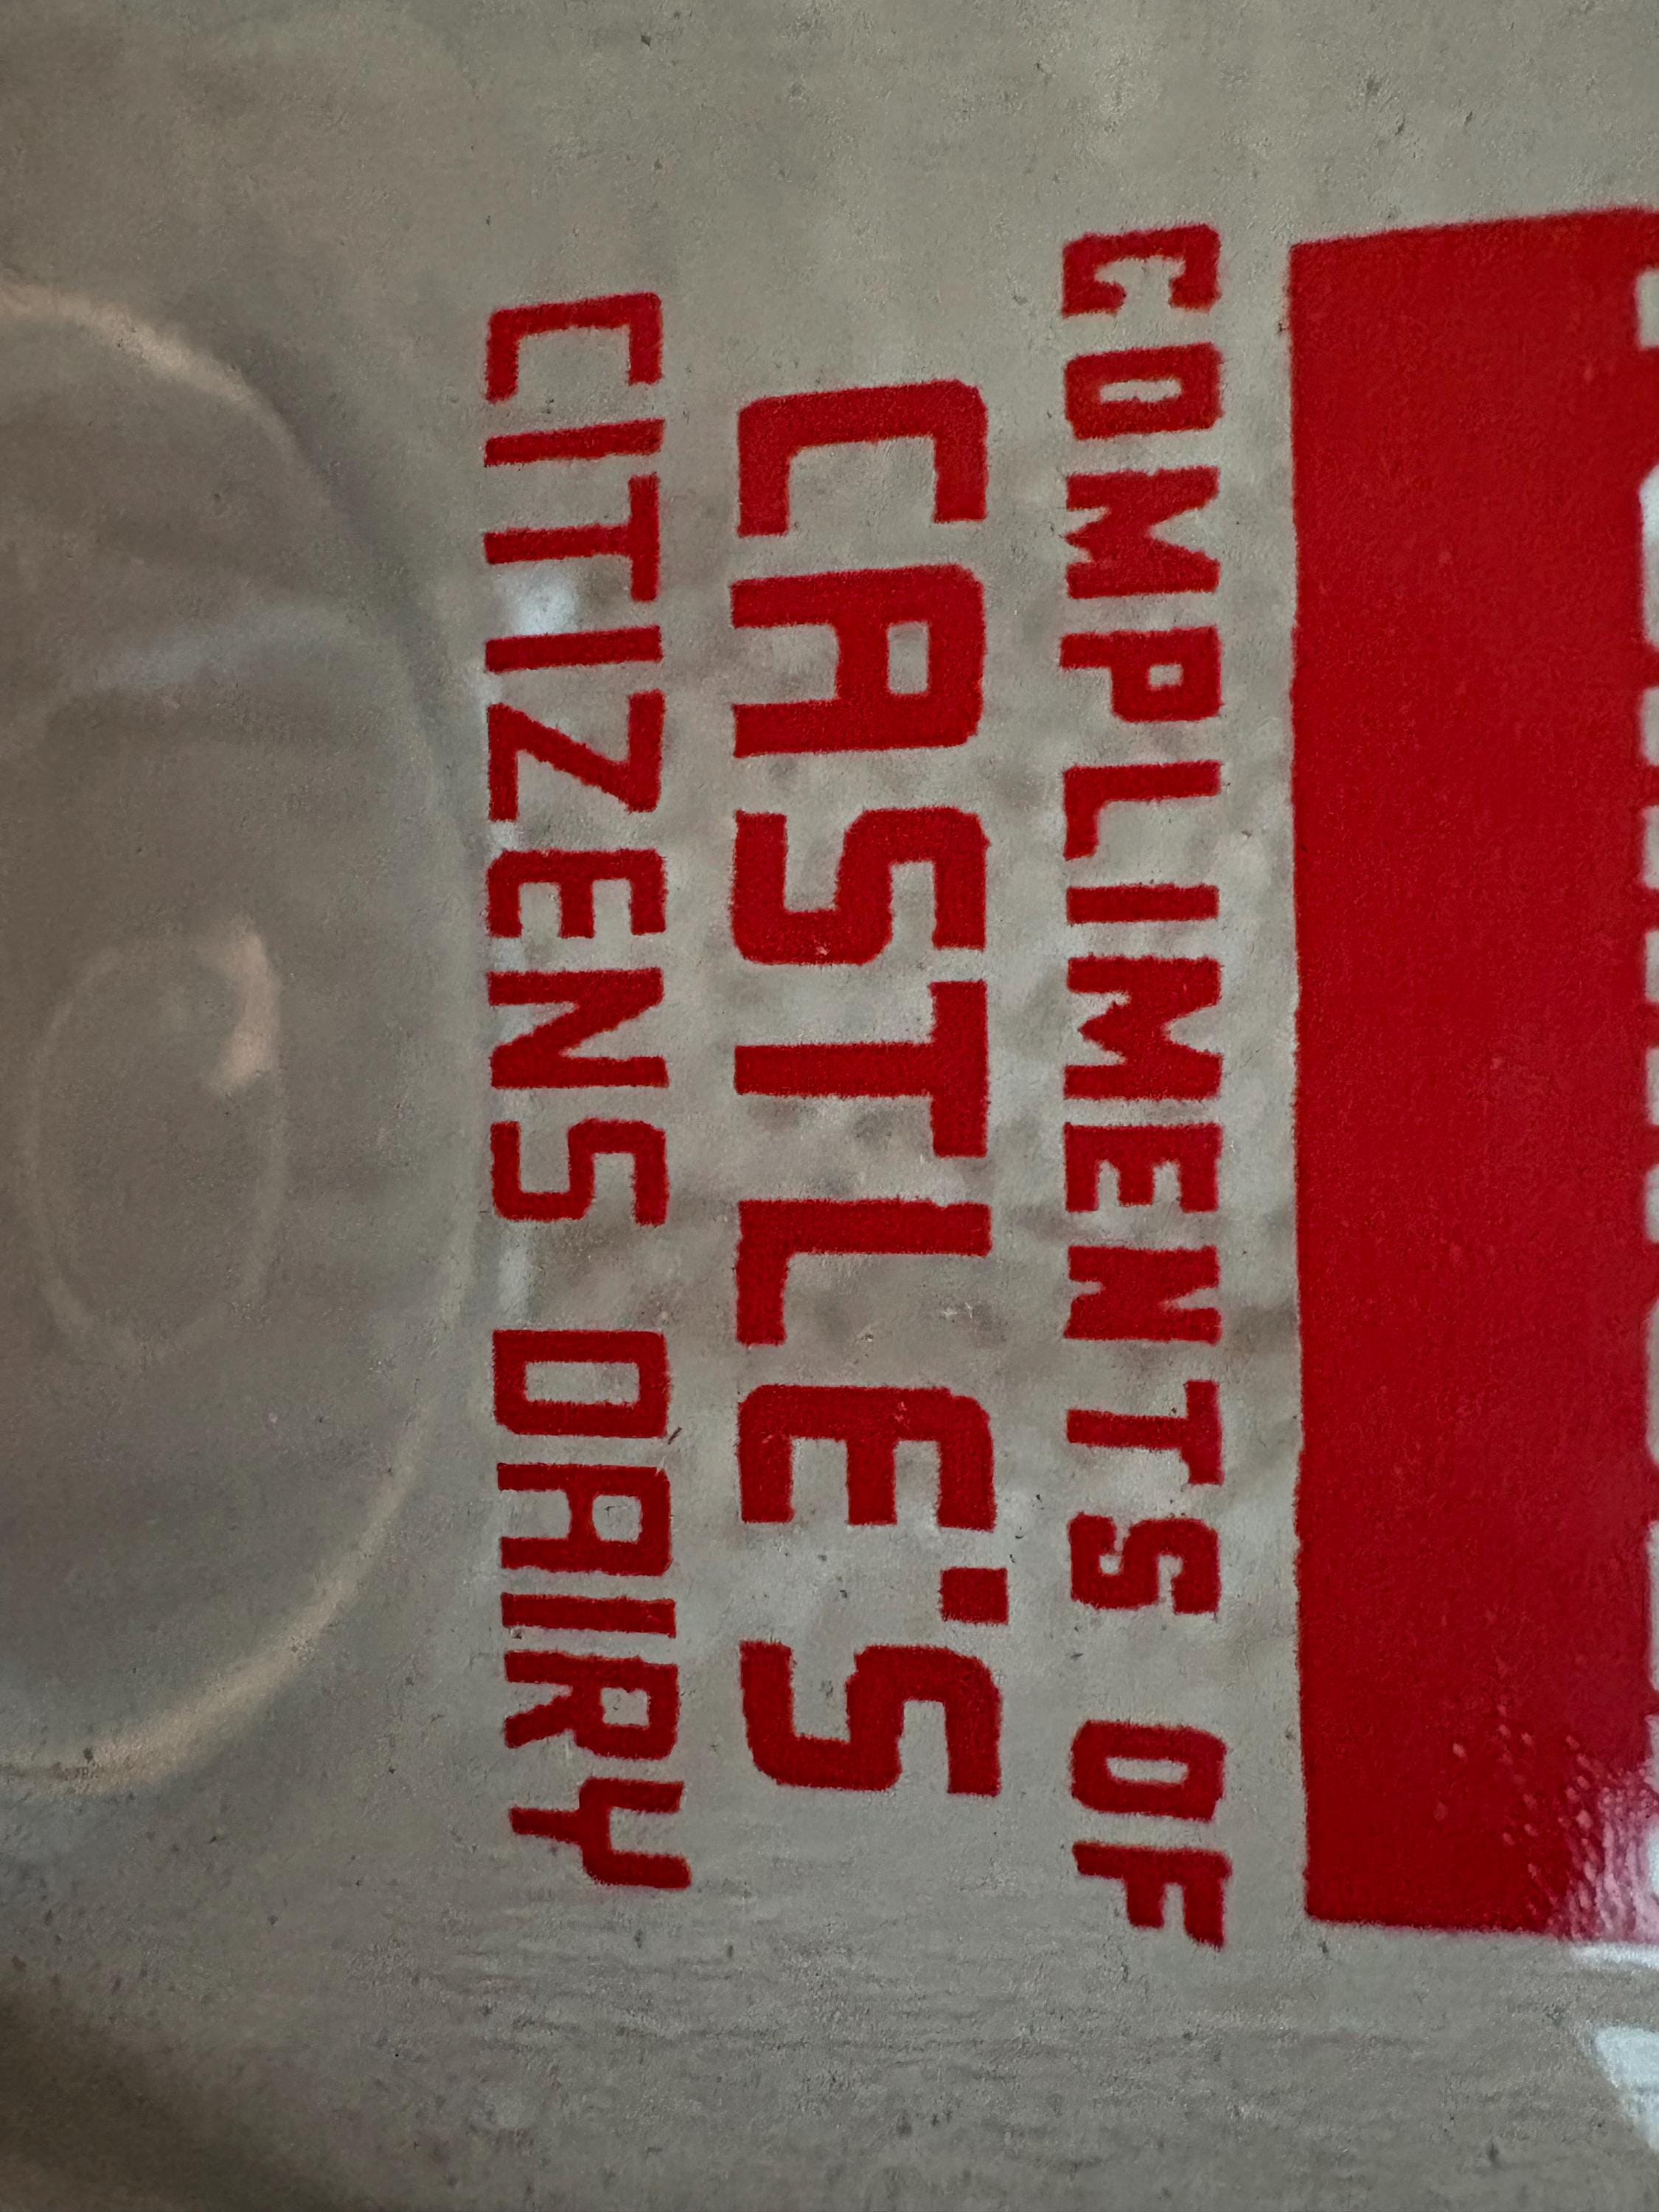 COMPLIMENTS OF
CASTLE'S
CITIZENS DAIRY